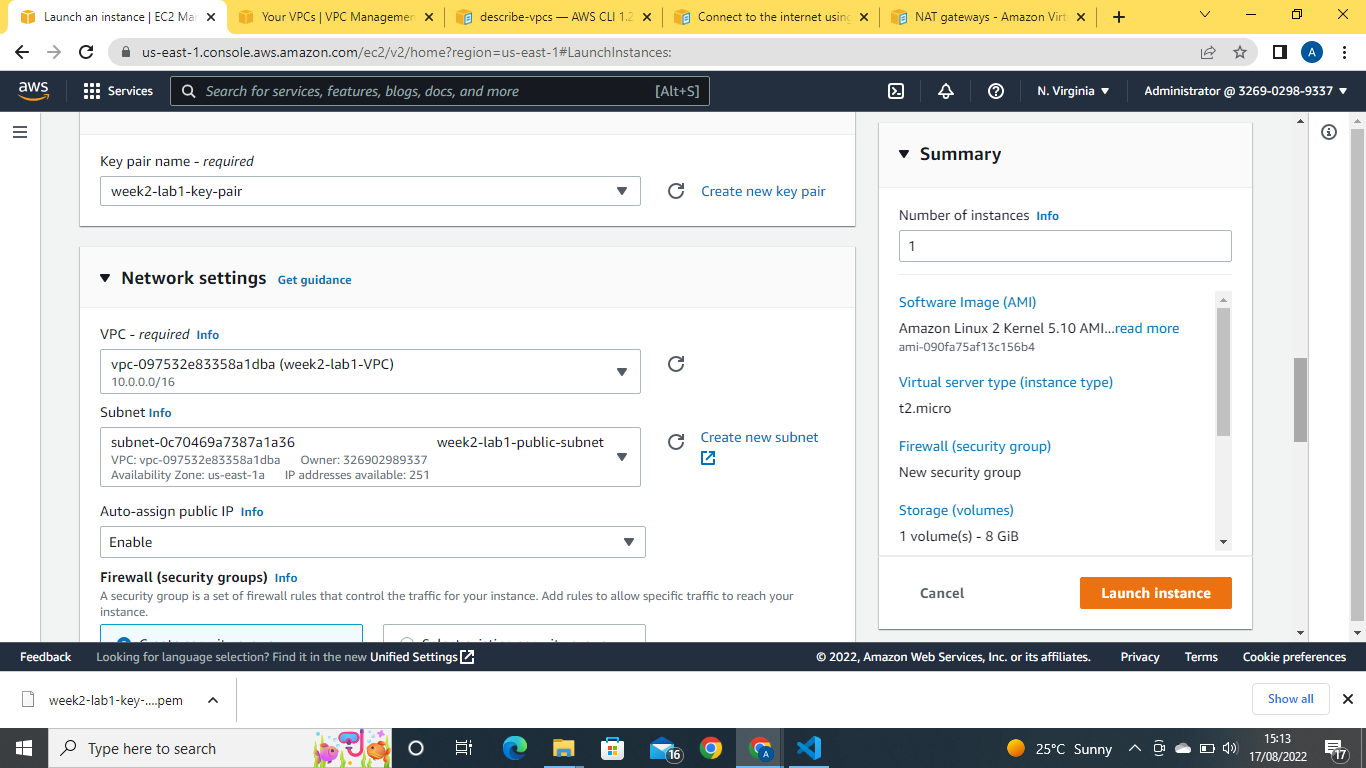 Launch an instance | EC2 Ma
Your VPCs | VPC Managemen
describe-vpcs — AWS CLI 1.2
Connect to the internet using
NAT gateways - Amazon Virt
us-east-1.console.aws.amazon.com/ec2/v2/home?region=us-east-1#LaunchInstances:
A
aws
Services
Search for services, features, blogs, docs, and more
[Alt+S]
N. Virginia
Administrator @ 3269-0298-9337
Key pair name - required
week2-lab1-key-pair
Create new key pair
Network settings Get guidance
VPC - required Info
vpc-097532e83358a1dba (week2-lab1-VPC)
10.0.0.0/16
Subnet Info
subnet-0c70469a7387a1a36 week2-lab1-public-subnet
VPC: vpc-097532e83358a1dba Owner: 326902989337
Availability Zone: us-east-1a IP addresses available: 251
Create new subnet
Auto-assign public IP Info
Enable
Firewall (security groups) Info
A security group is a set of firewall rules that control the traffic for your instance. Add rules to allow specific traffic to reach your
instance.
Summary
Number of instances Info
1
Software Image (AMI)
Amazon Linux 2 Kernel 5.10 AMI...read more
ami-090fa75af13c156b4
Virtual server type (instance type)
t2.micro
Firewall (security group)
New security group
Storage (volumes)
1 volume(s) - 8 GiB
Cancel
Launch instance
Feedback
Looking for language selection? Find it in the new Unified Settings
© 2022, Amazon Web Services, Inc. or its affiliates.
Privacy
Terms
Cookie preferences
week2-lab1-key-....pem
Show all
Type here to search
16
A
25°C Sunny
15:13
17/08/2022
17